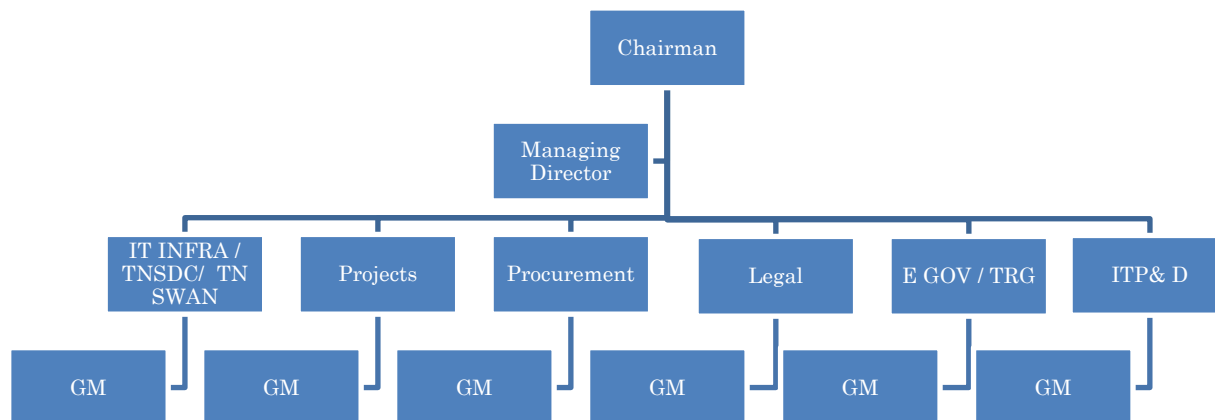 Chairman
Managing
Director
IT INFRA /
TNSDC/ TN
SWAN
Projects
Procurement
Legal
E GOV / TRG
ITP& D
GM
GM
GM
GM
GM
GM